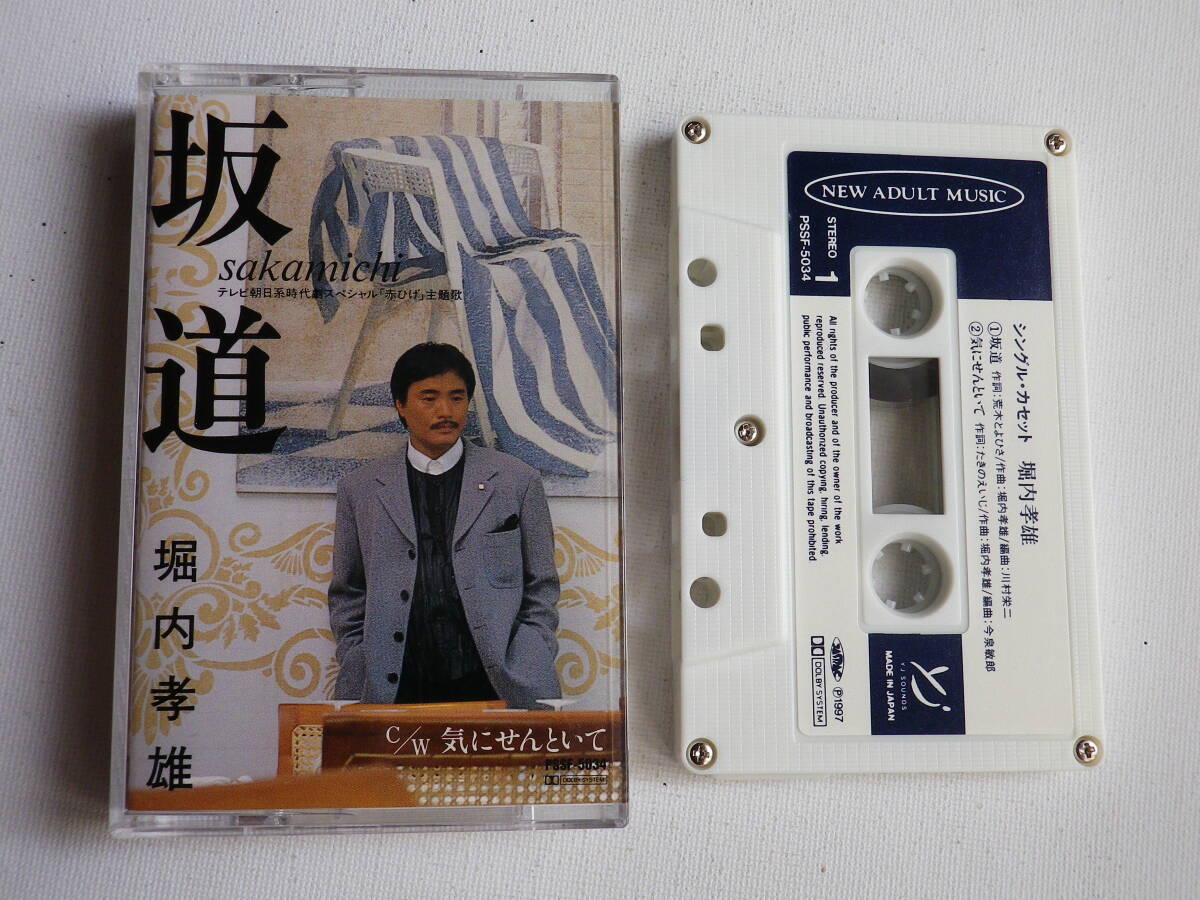 坂道
sakamichi
テレビ朝日系時代劇スペシャル「赤ひげ」主題歌
堀内孝雄
C/W 気にせんといて
PSSF-5034
DOLBY SYSTEM
NEW ADULT MUSIC
STEREO 1
PSSF-5034
シングル・カセット 堀内孝雄
①坂道 作詞:荒木とよひさ/作曲:堀内孝雄/編曲:川村栄二
②気にせんといて 作詞:たきのえいじ/作曲:堀内孝雄/編曲:今泉敏郎
All rights of the producer and of the owner of the work
reproduced reserved. Unauthorized copying, hiring, lending,
public performance and broadcasting of this tape prohibited.
YJ SOUNDS
MADE IN JAPAN
Ⓟ1997
DOLBY SYSTEM